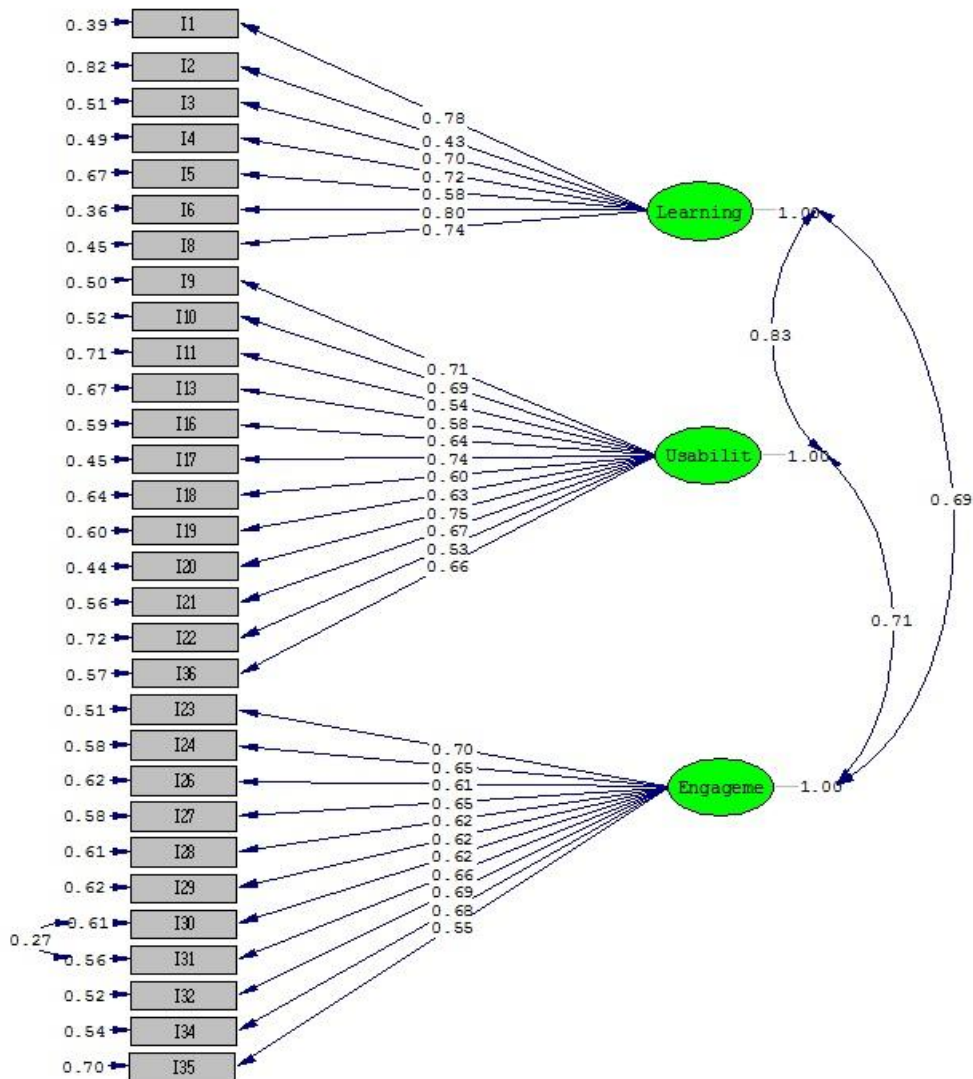 0.39 I1
0.82 I2
0.51 I3
0.49 I4
0.67 I5
0.36 I6
0.45 I8
0.50 I9
0.52 I10
0.71 I11
0.67 I13
0.59 I16
0.45 I17
0.64 I18
0.60 I19
0.44 I20
0.56 I21
0.72 I22
0.57 I36
0.51 I23
0.58 I24
0.62 I26
0.58 I27
0.61 I28
0.62 I29
0.61 I30
0.56 I31
0.52 I32
0.54 I34
0.70 I35
0.27
0.78
0.43
0.70
0.72
0.58
0.80
0.74
Learning 1.00
0.71
0.69
0.54
0.58
0.64
0.74
0.60
0.63
0.75
0.67
0.53
0.66
Usabilit 1.00
0.70
0.65
0.61
0.65
0.62
0.62
0.62
0.66
0.69
0.68
0.55
Engageme 1.00
0.83
0.69
0.71